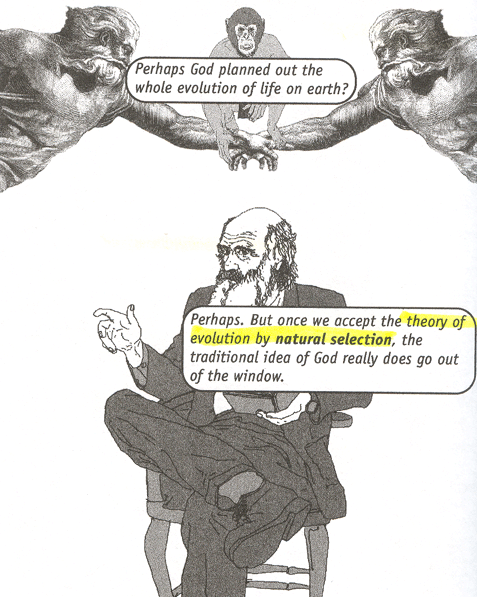 Perhaps God planned out the
whole evolution of life on earth?
Perhaps. But once we accept the theory of
evolution by natural selection, the
traditional idea of God really does go out
of the window.